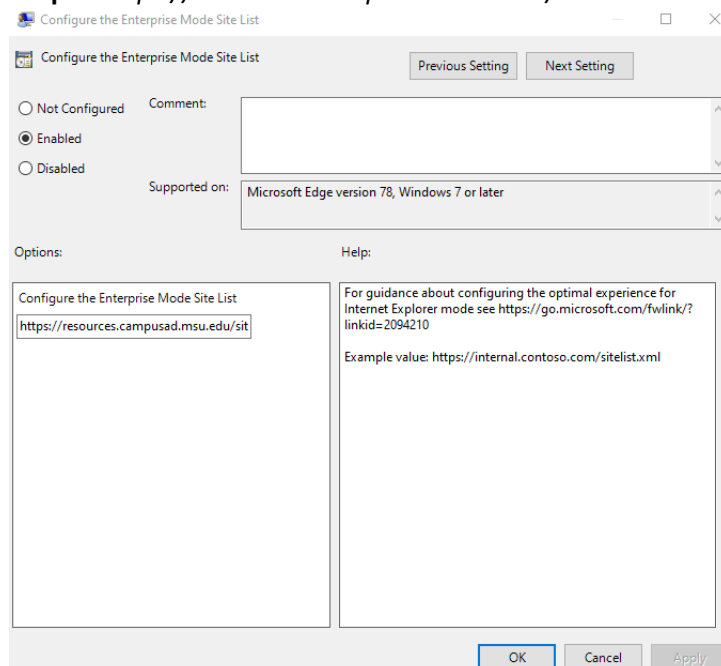 Configure the Enterprise Mode Site List
Configure the Enterprise Mode Site List
Previous Setting
Next Setting
Not Configured
Comment:
Enabled
Disabled
Supported on:
Microsoft Edge version 78, Windows 7 or later
Options:
Help:
Configure the Enterprise Mode Site List
https://resources.campusad.msu.edu/sit
For guidance about configuring the optimal experience for
Internet Explorer mode see https://go.microsoft.com/fwlink/?
linkid=2094210
Example value: https://internal.contoso.com/sitelist.xml
OK
Cancel
Apply